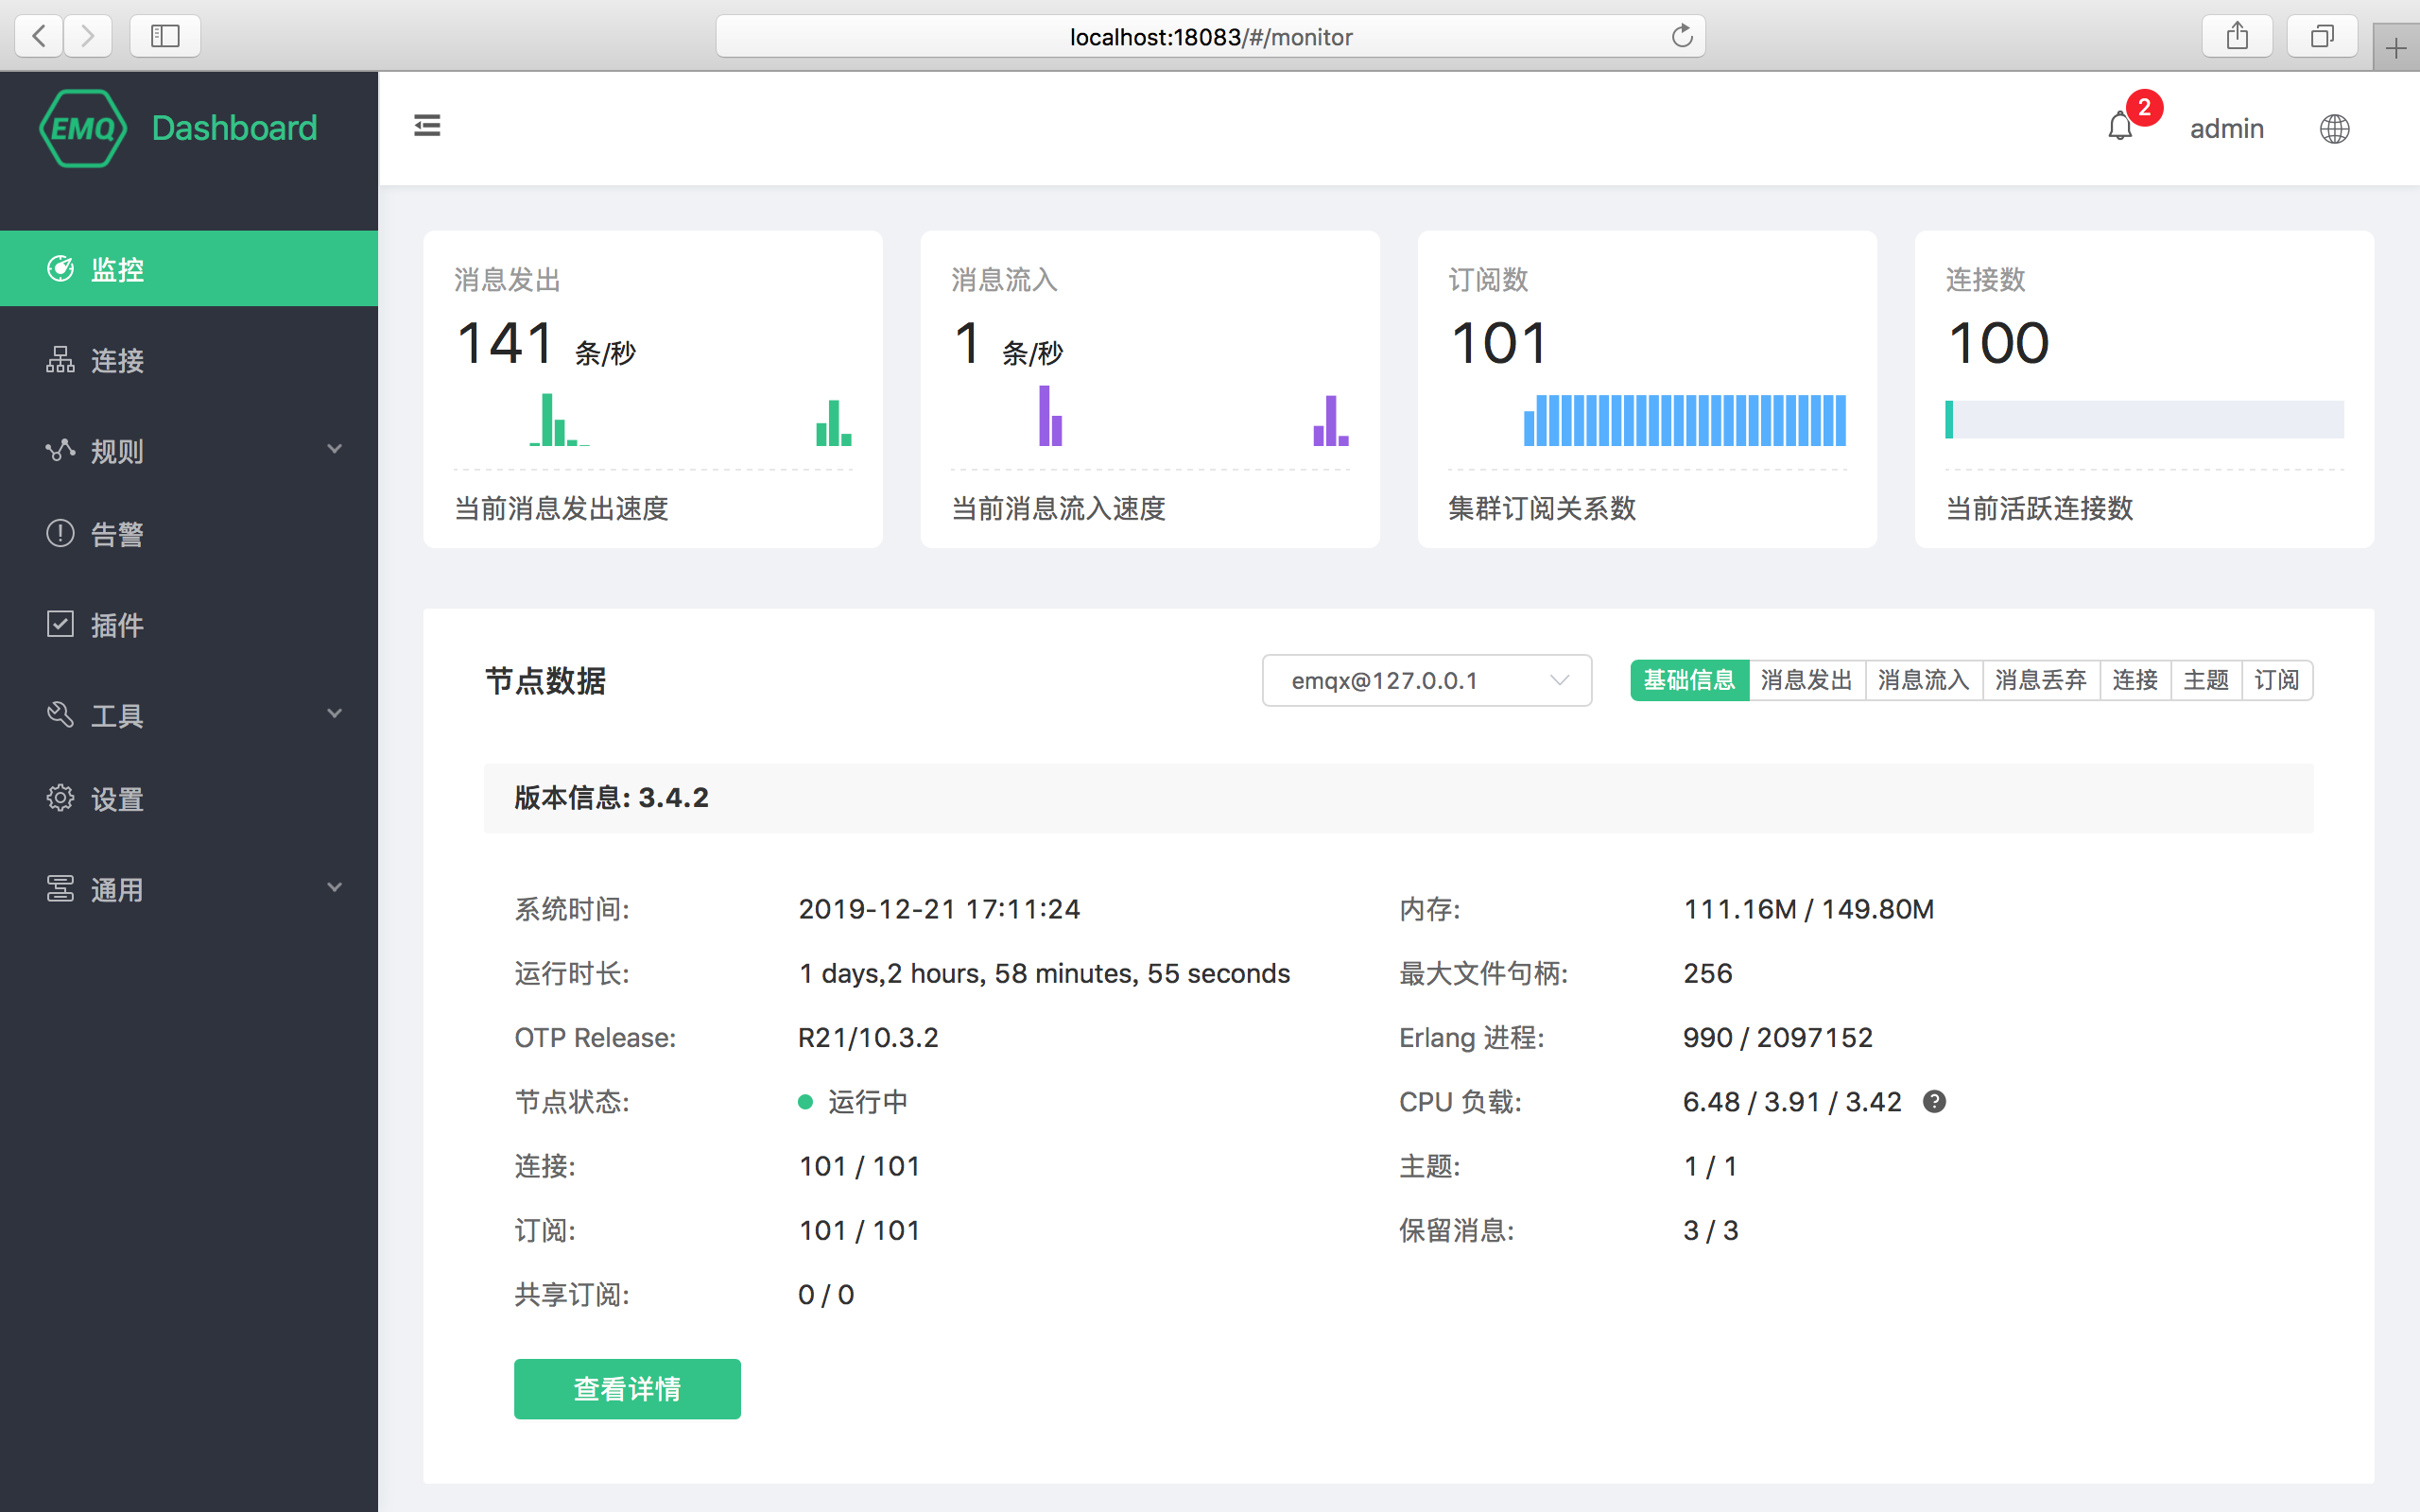 localhost:18083/#/monitor
EMQ Dashboard
2
admin
监控
连接
规则
告警
插件
工具
设置
通用
消息发出
141 条/秒
当前消息发出速度
消息流入
1 条/秒
当前消息流入速度
订阅数
101
集群订阅关系数
连接数
100
当前活跃连接数
节点数据
emqx@127.0.0.1
基础信息 消息发出 消息流入 消息丢弃 连接 主题 订阅
版本信息: 3.4.2
系统时间: 2019-12-21 17:11:24
内存: 111.16M / 149.80M
运行时长: 1 days,2 hours, 58 minutes, 55 seconds
最大文件句柄: 256
OTP Release: R21/10.3.2
Erlang 进程: 990 / 2097152
节点状态: 运行中
CPU 负载: 6.48 / 3.91 / 3.42 ?
连接: 101 / 101
主题: 1 / 1
订阅: 101 / 101
保留消息: 3 / 3
共享订阅: 0 / 0
查看详情